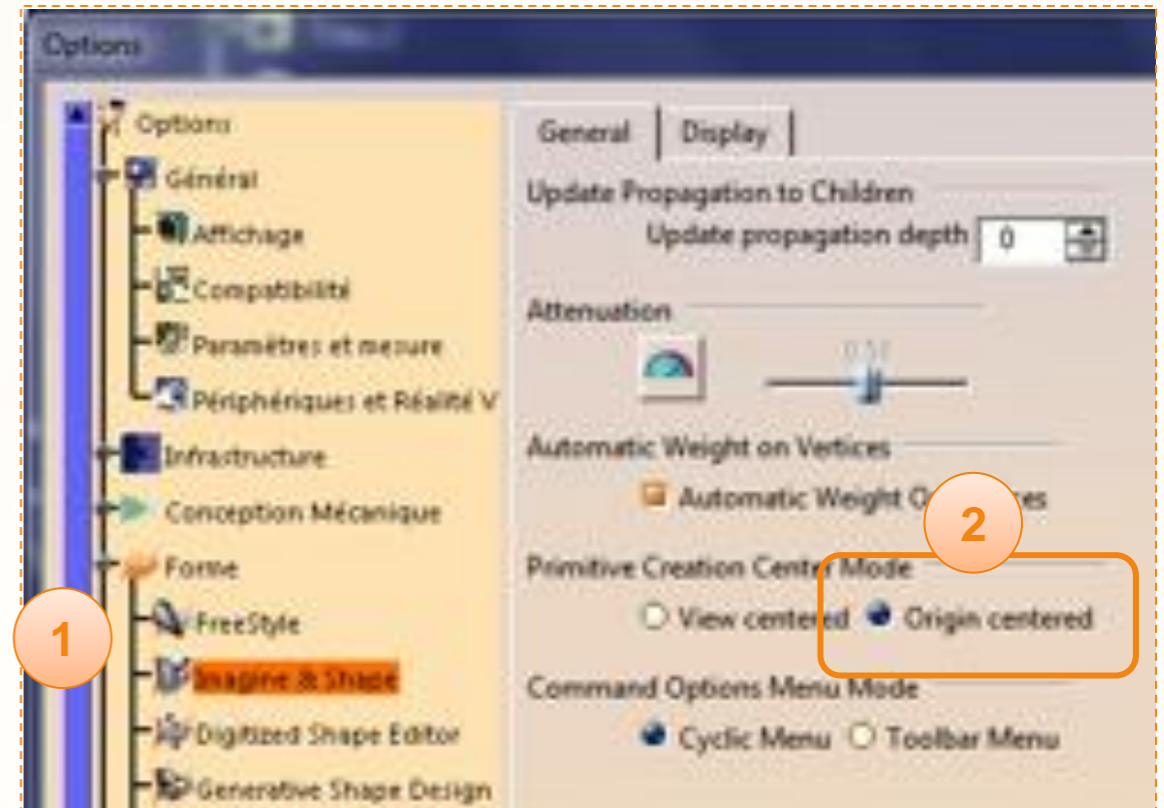 Options
Options
Général
Affichage
Compatibilité
Paramètres et mesure
Périphériques et Réalité V
Infrastructure
Conception Mécanique
Forme
FreeStyle
1
Imagine & Shape
Digitized Shape Editor
Generative Shape Design
General Display
Update Propagation to Children
Update propagation depth 0
Attenuation
Automatic Weight on Vertices
Automatic Weight
2
Primitive Creation Center Mode
View centered Origin centered
Command Options Menu Mode
Cyclic Menu Toolbar Menu